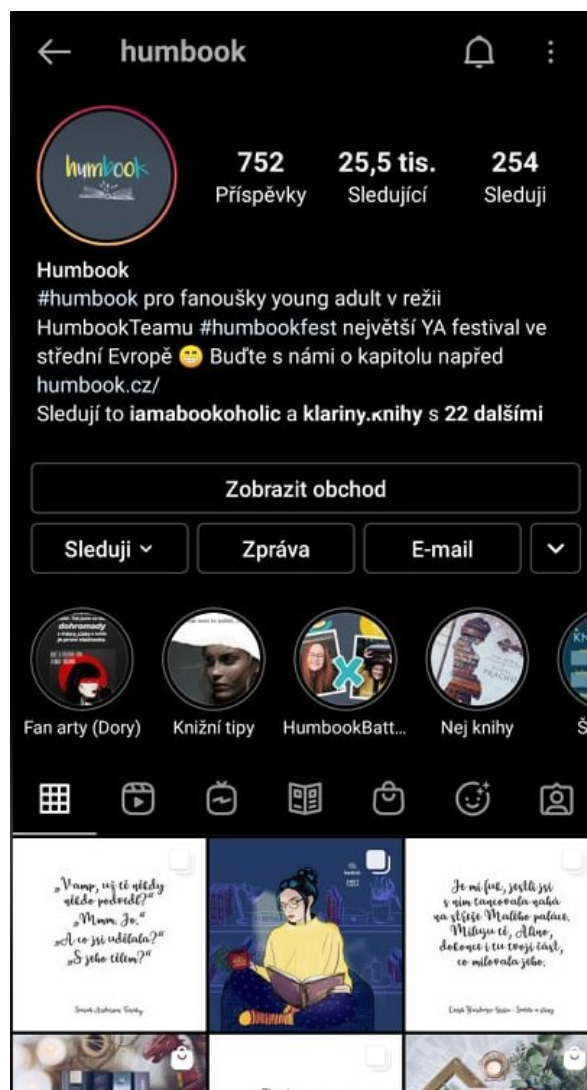 humbook
humbook
752
Příspěvky
25,5 tis.
Sledující
254
Sleduji
Humbook
#humbook pro fanoušky young adult v režii
HumbookTeamu #humbookfest největší YA festival ve
střední Evropě 😁 Buďte s námi o kapitolu napřed
humbook.cz/
Sledují to iamabookoholic a klariny.knihy s 22 dalšími
Zobrazit obchod
Sleduji
Zpráva
E-mail
dohromady
Fan arty (Dory)
Knižní tipy
HumbookBatt...
Nej knihy
Š
„Vamp, už tě někdy
někdo podvedl?“
„Mmm. Jo.“
„A co jsi udělala?“
„S jeho tělem?“
Je mi fuk, jestli jsi
s ním tancovala nahá
na střeše Malého paláce.
Miluju tě, Alino,
dokonce i tu tvoji část,
co milovala jeho.